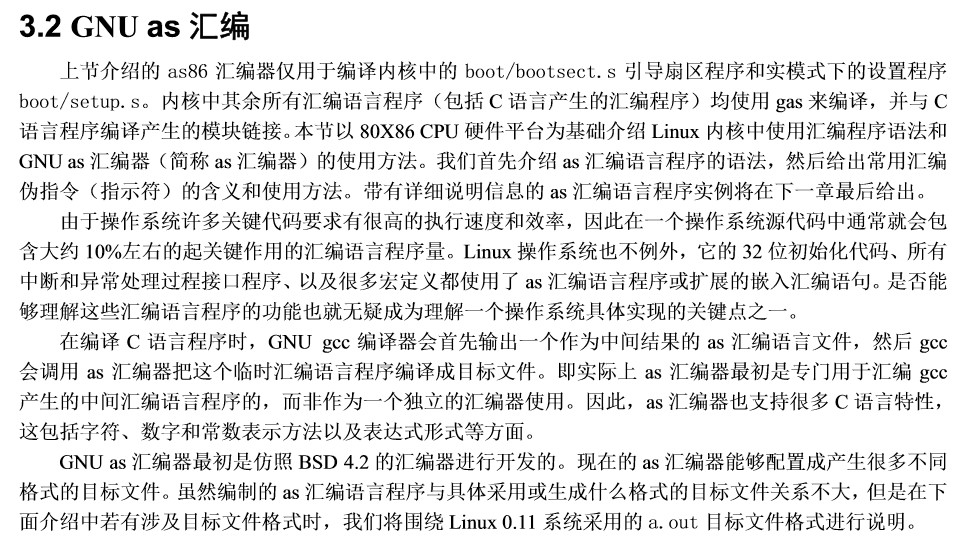 3.2 GNU as 汇编
上节介绍的 as86 汇编器仅用于编译内核中的 boot/bootsect.s 引导扇区程序和实模式下的设置程序
boot/setup.s。内核中其余所有汇编语言程序（包括 C 语言产生的汇编程序）均使用 gas 来编译，并与 C
语言程序编译产生的模块链接。本节以 80X86 CPU 硬件平台为基础介绍 Linux 内核中使用汇编程序语法和
GNU as 汇编器（简称 as 汇编器）的使用方法。我们首先介绍 as 汇编语言程序的语法，然后给出常用汇编
伪指令（指示符）的含义和使用方法。带有详细说明信息的 as 汇编语言程序实例将在下一章最后给出。
由于操作系统许多关键代码要求有很高的执行速度和效率，因此在一个操作系统源代码中通常就会包
含大约 10%左右的起关键作用的汇编语言程序量。Linux 操作系统也不例外，它的 32 位初始化代码、所有
中断和异常处理过程接口程序、以及很多宏定义都使用了 as 汇编语言程序或扩展的嵌入汇编语句。是否能
够理解这些汇编语言程序的功能也就无疑成为理解一个操作系统具体实现的关键点之一。
在编译 C 语言程序时，GNU gcc 编译器会首先输出一个作为中间结果的 as 汇编语言文件，然后 gcc
会调用 as 汇编器把这个临时汇编语言程序编译成目标文件。即实际上 as 汇编器最初是专门用于汇编 gcc
产生的中间汇编语言程序的，而非作为一个独立的汇编器使用。因此，as 汇编器也支持很多 C 语言特性，
这包括字符、数字和常数表示方法以及表达式形式等方面。
GNU as 汇编器最初是仿照 BSD 4.2 的汇编器进行开发的。现在的 as 汇编器能够配置成产生很多不同
格式的目标文件。虽然编制的 as 汇编语言程序与具体采用或生成什么格式的目标文件关系不大，但是在下
面介绍中若有涉及目标文件格式时，我们将围绕 Linux 0.11 系统采用的 a.out 目标文件格式进行说明。